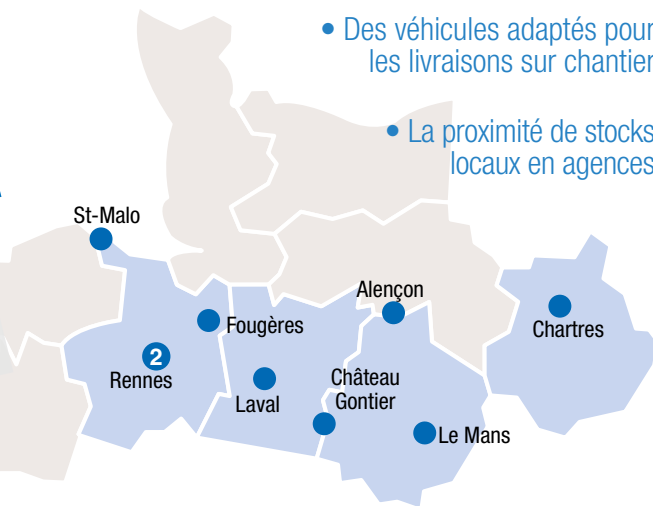 • Des véhicules adaptés pour
les livraisons sur chantier
• La proximité de stocks
locaux en agences
St-Malo
Alençon
Fougères
Chartres
2
Rennes
Château
Gontier
Laval
Le Mans